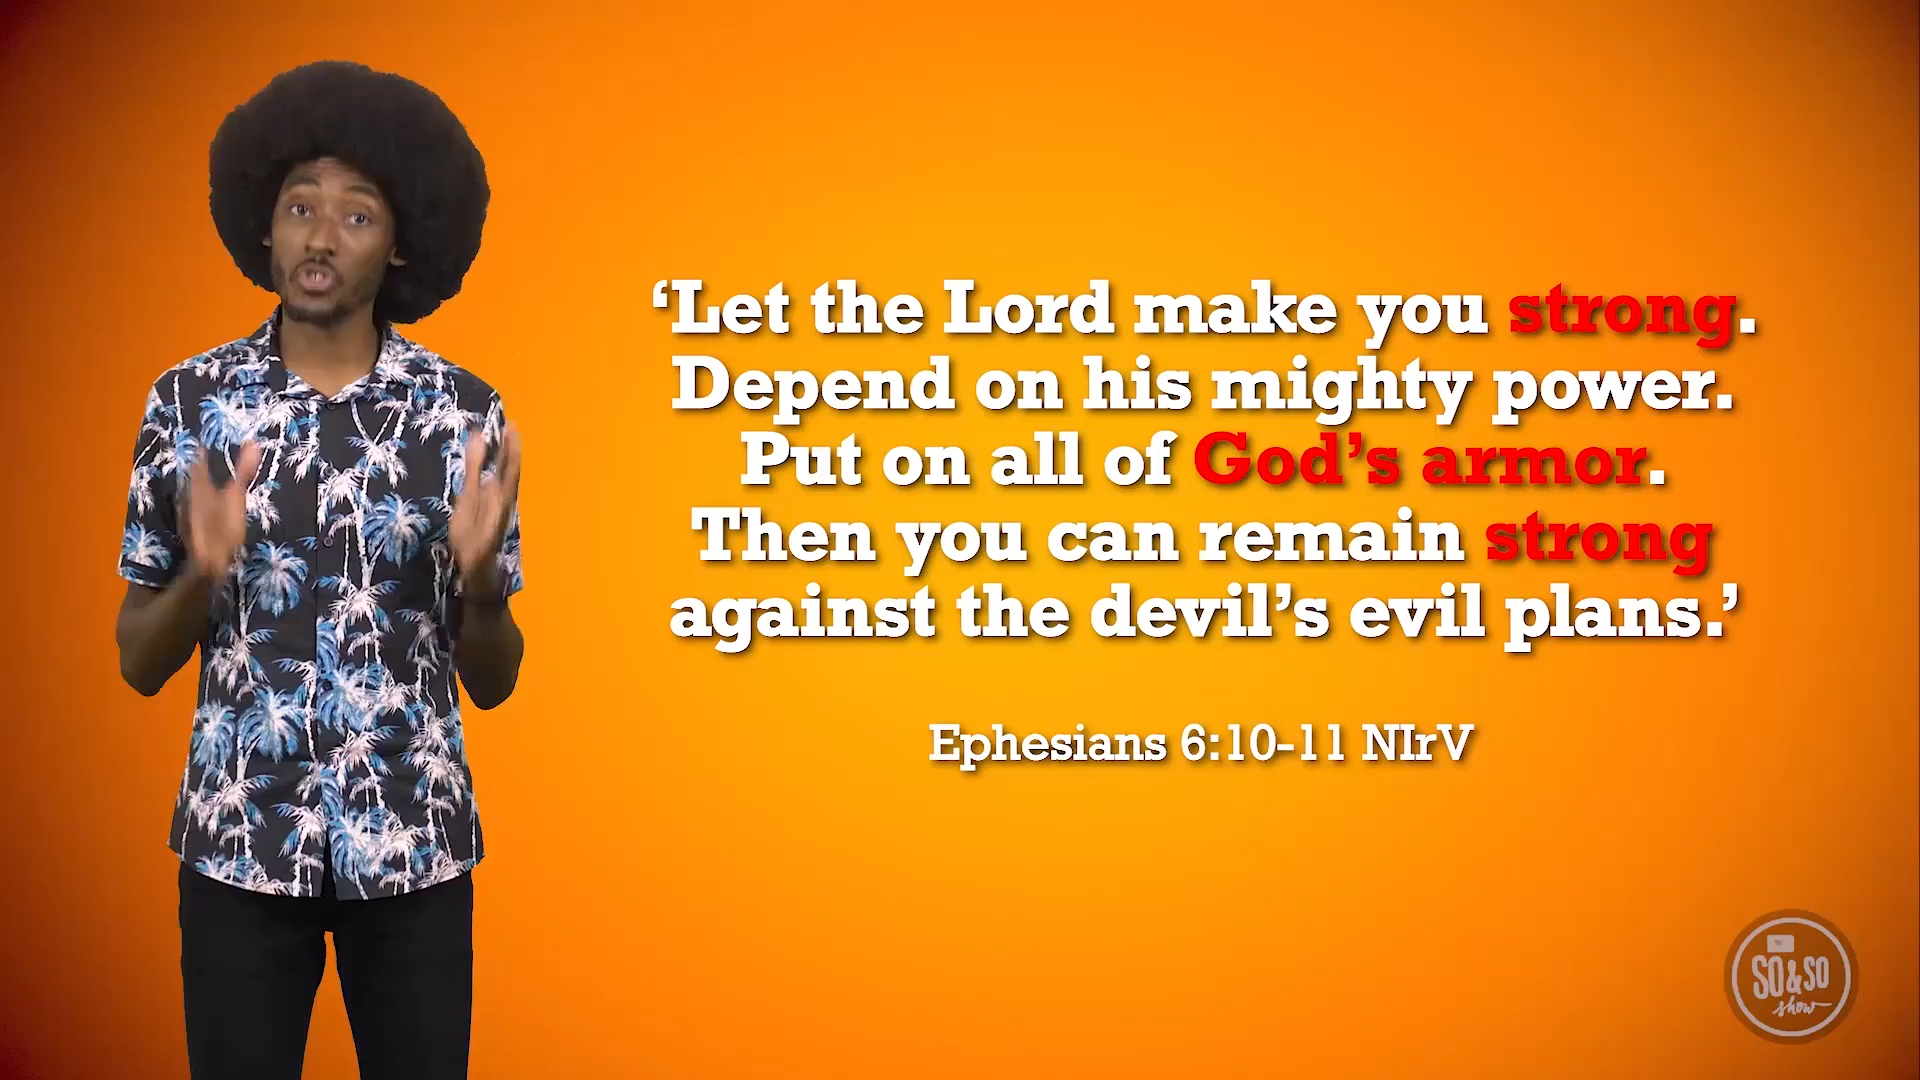 ‘Let the Lord make you strong.
Depend on his mighty power.
Put on all of God’s armor.
Then you can remain strong
against the devil’s evil plans.’
Ephesians 6:10-11 NIrV
SO & SO
show